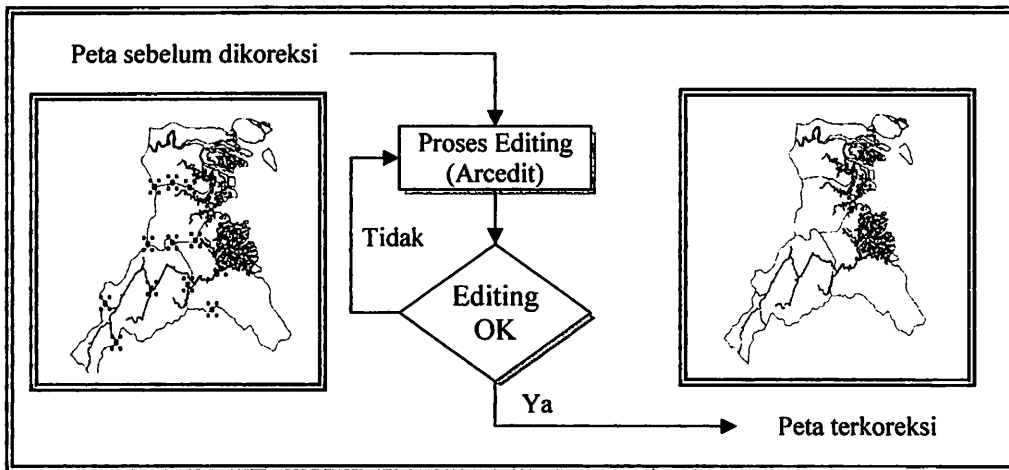 Peta sebelum dikoreksi
Proses Editing
(Arcedit)
Tidak
Editing
OK
Ya
Peta terkoreksi